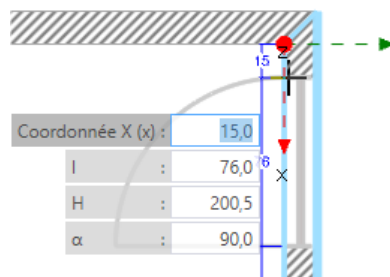 Z
15
Coordonnée X (x) : 15,0
l : 76,0
76
X
H : 200,5
α : 90,0